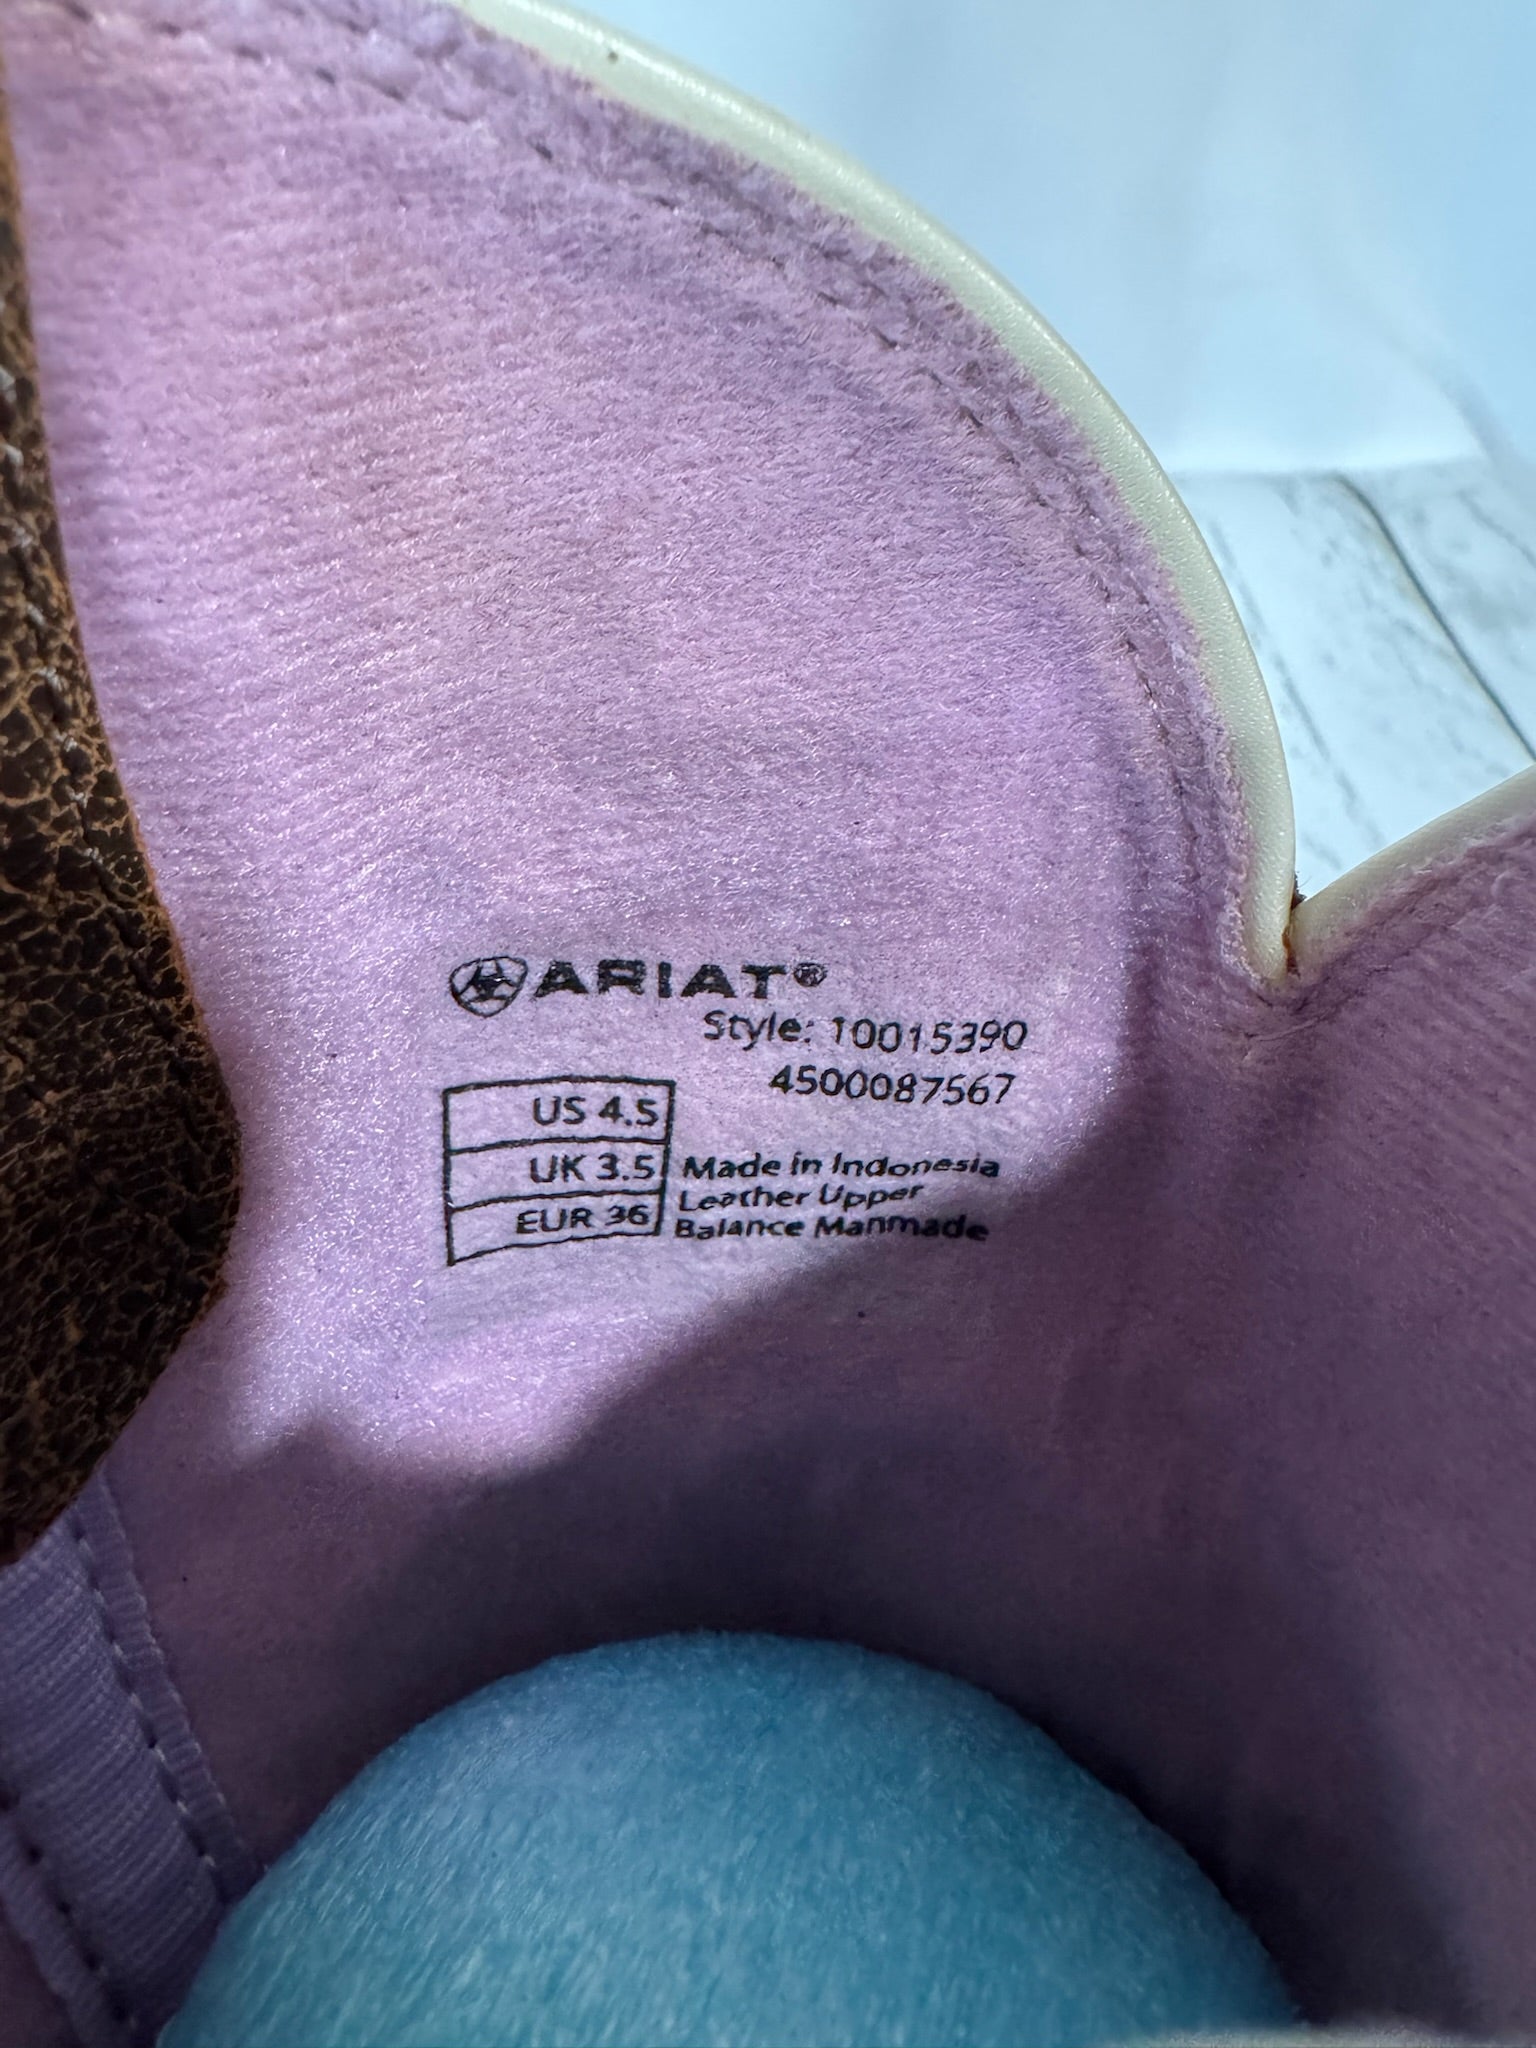 ARIAT®
Style: 10015390
4500087567
US 4.5
UK 3.5
EUR 36
Made in Indonesia
Leather Upper
Balance Manmade